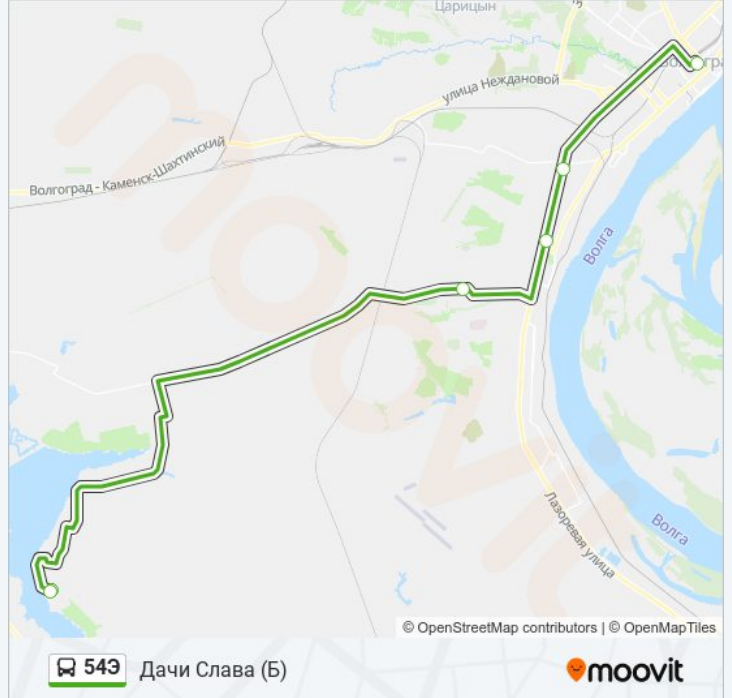 Царицын
улица Неждановой
Волгоград - Каменск-Шахтинский
Волга
Лазоревая улица
Волга
© OpenStreetMap contributors | © OpenMapTiles
54Э Дачи Слава (Б)
moovit